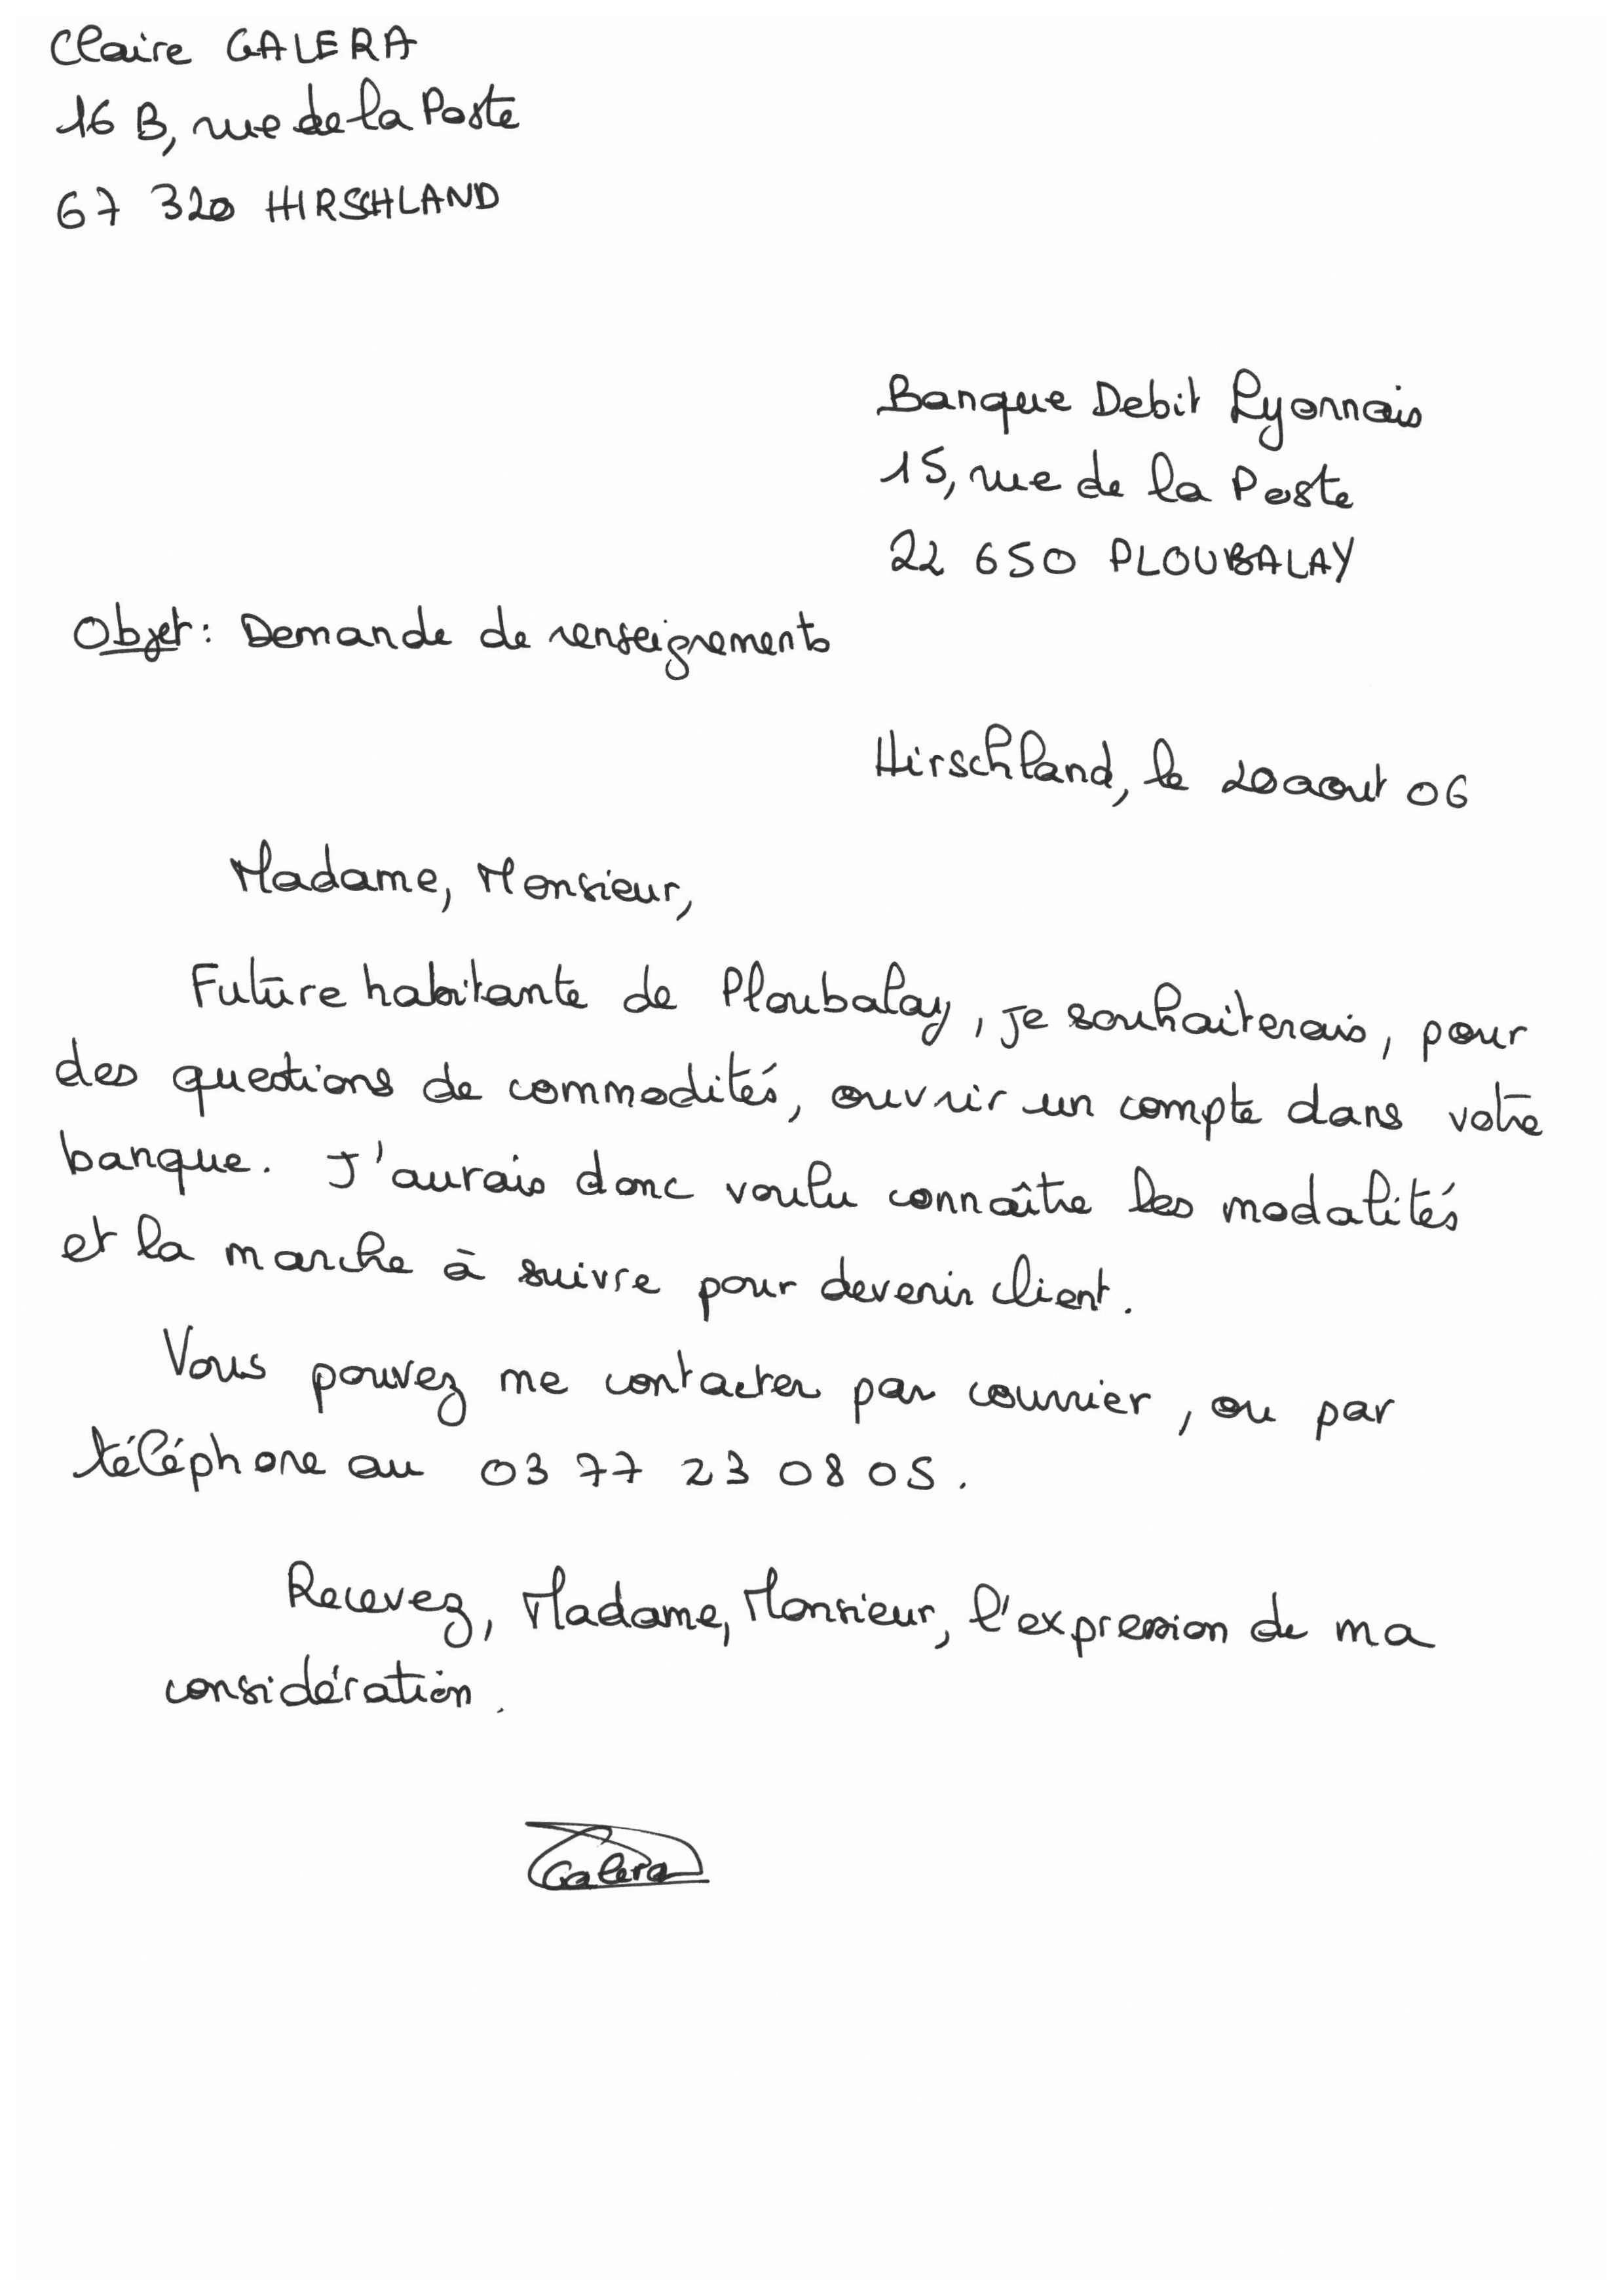 Claire GALERA
16 B, rue de la Poste
67 320 HIRSCHLAND
Banque Debit Lyonnais
15, rue de la Poste
22 650 PLOUBALAY
Objet : Demande de renseignements
Hirschland, le 20 aout 06
Madame, Monsieur,
Future habitante de Ploubalay, je souhaiterais, pour
des questions de commodités, ouvrir un compte dans votre
banque. J'aurais donc voulu connaître les modalités
et la marche à suivre pour devenir client.
Vous pouvez me contacter par courrier, ou par
téléphone au 03 77 23 08 05.
Recevez, Madame, Monsieur, l'expression de ma
considération.
Galera